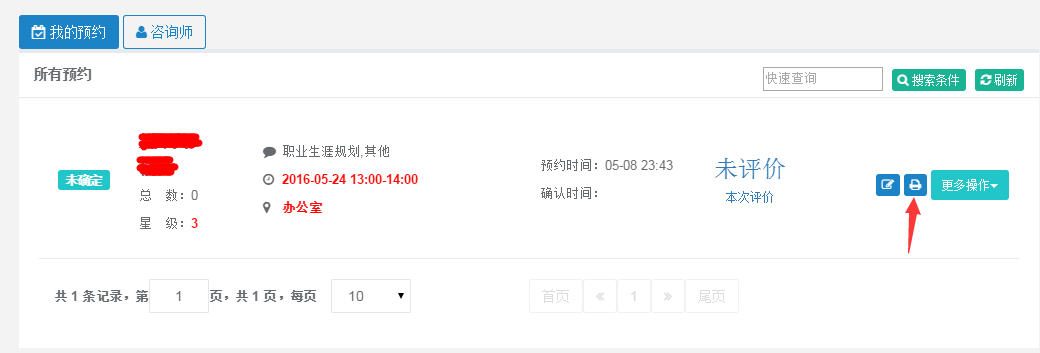 我的预约 咨询师
所有预约
快速查询 搜索条件 刷新
未确定
总 数：0
星 级：3
职业生涯规划,其他
2016-05-24 13:00-14:00
办公室
预约时间：05-08 23:43
确认时间：
未评价
本次评价
更多操作
共 1 条记录，第 1 页，共 1 页，每页 10
首页 « 1 » 尾页